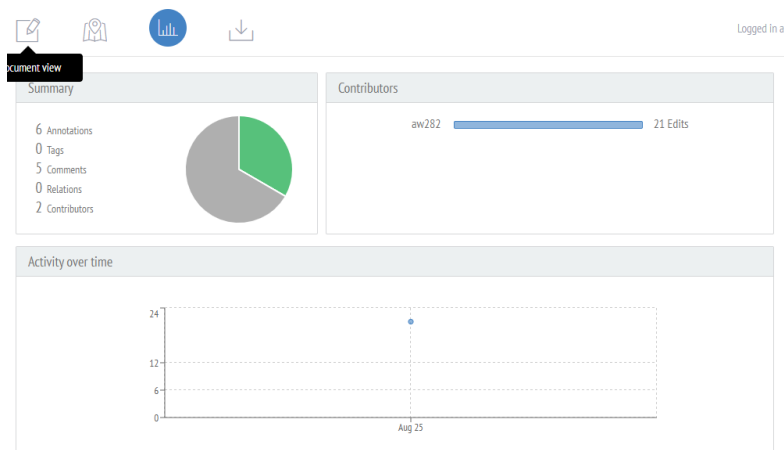 Logged in a
ocument view
Summary
6 Annotations
0 Tags
5 Comments
0 Relations
2 Contributors
Contributors
aw282 21 Edits
Activity over time
24
12
6
0
Aug 25